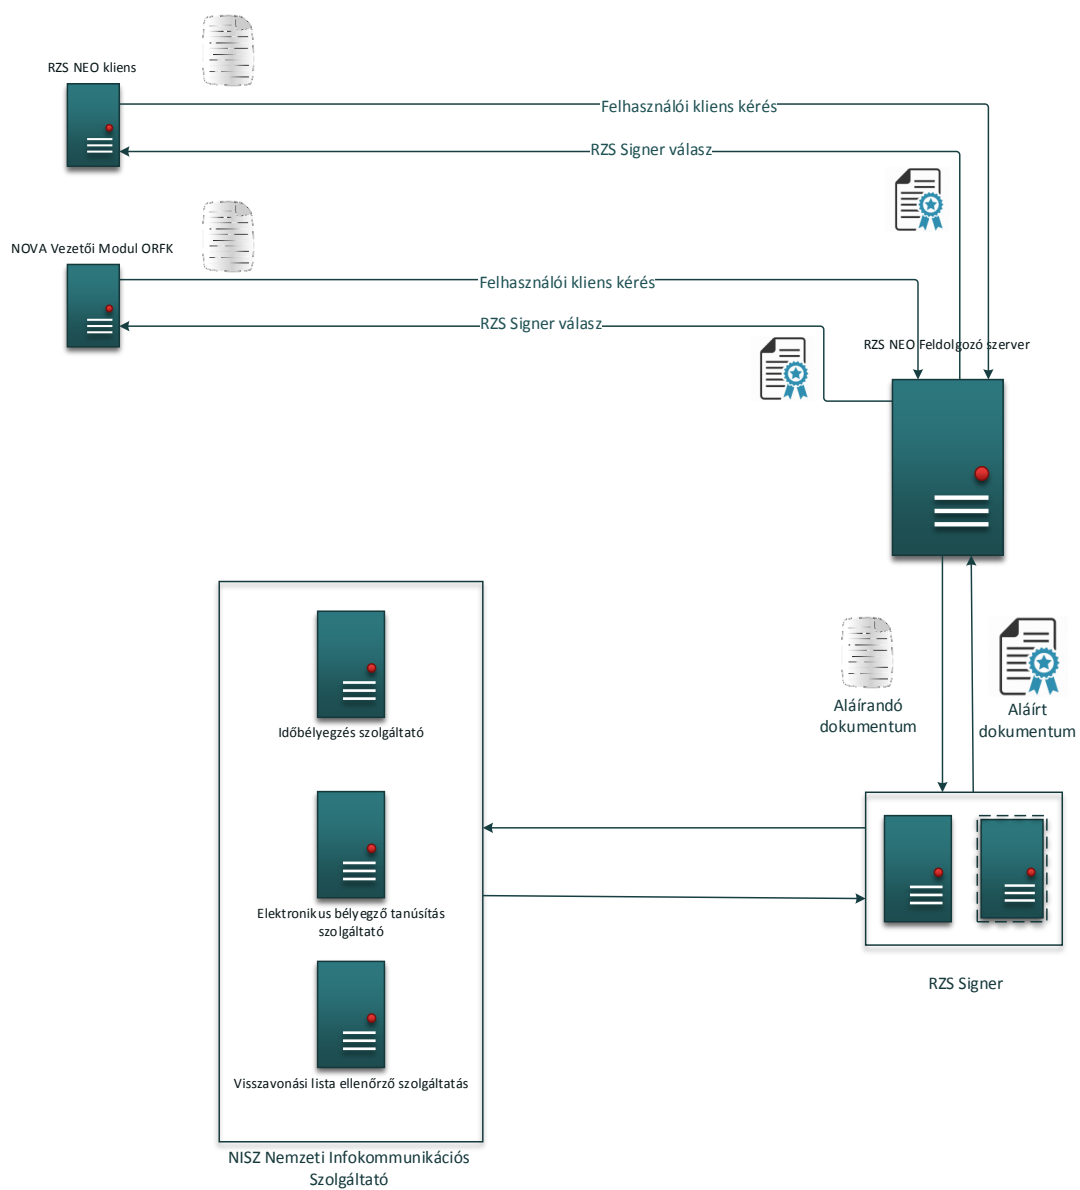 RZS NEO kliens
Felhasználói kliens kérés
RZS Signer válasz
NOVA Vezetői Modul ORFK
Felhasználói kliens kérés
RZS Signer válasz
RZS NEO Feldolgozó szerver
Aláírandó
dokumentum
Aláírt
dokumentum
Időbélyegzés szolgáltató
Elektronikus bélyegző tanúsítás
szolgáltató
RZS Signer
Visszavonási lista ellenőrző szolgáltatás
NISZ Nemzeti Infokommunikációs
Szolgáltató